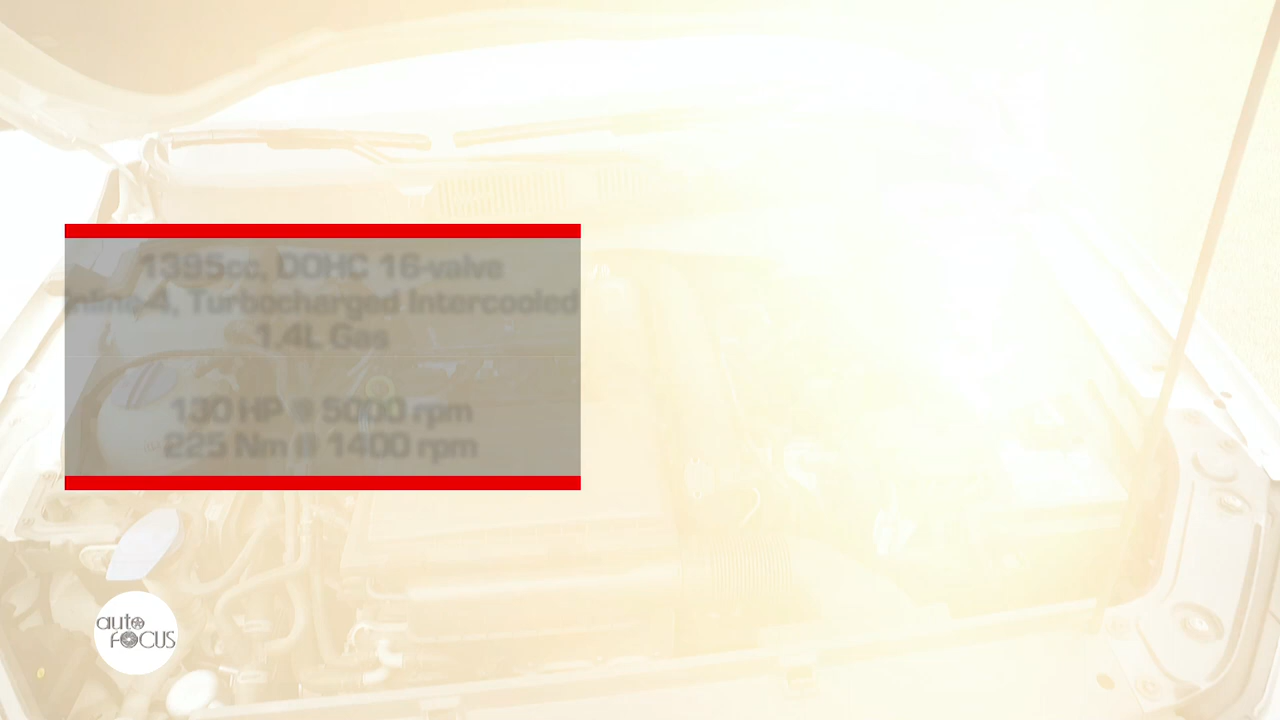 1395cc, DOHC 16-valve
Inline-4, Turbocharged Intercooled
1.4L Gas
130 HP @ 5000 rpm
225 Nm @ 1400 rpm
auto
FOCUS